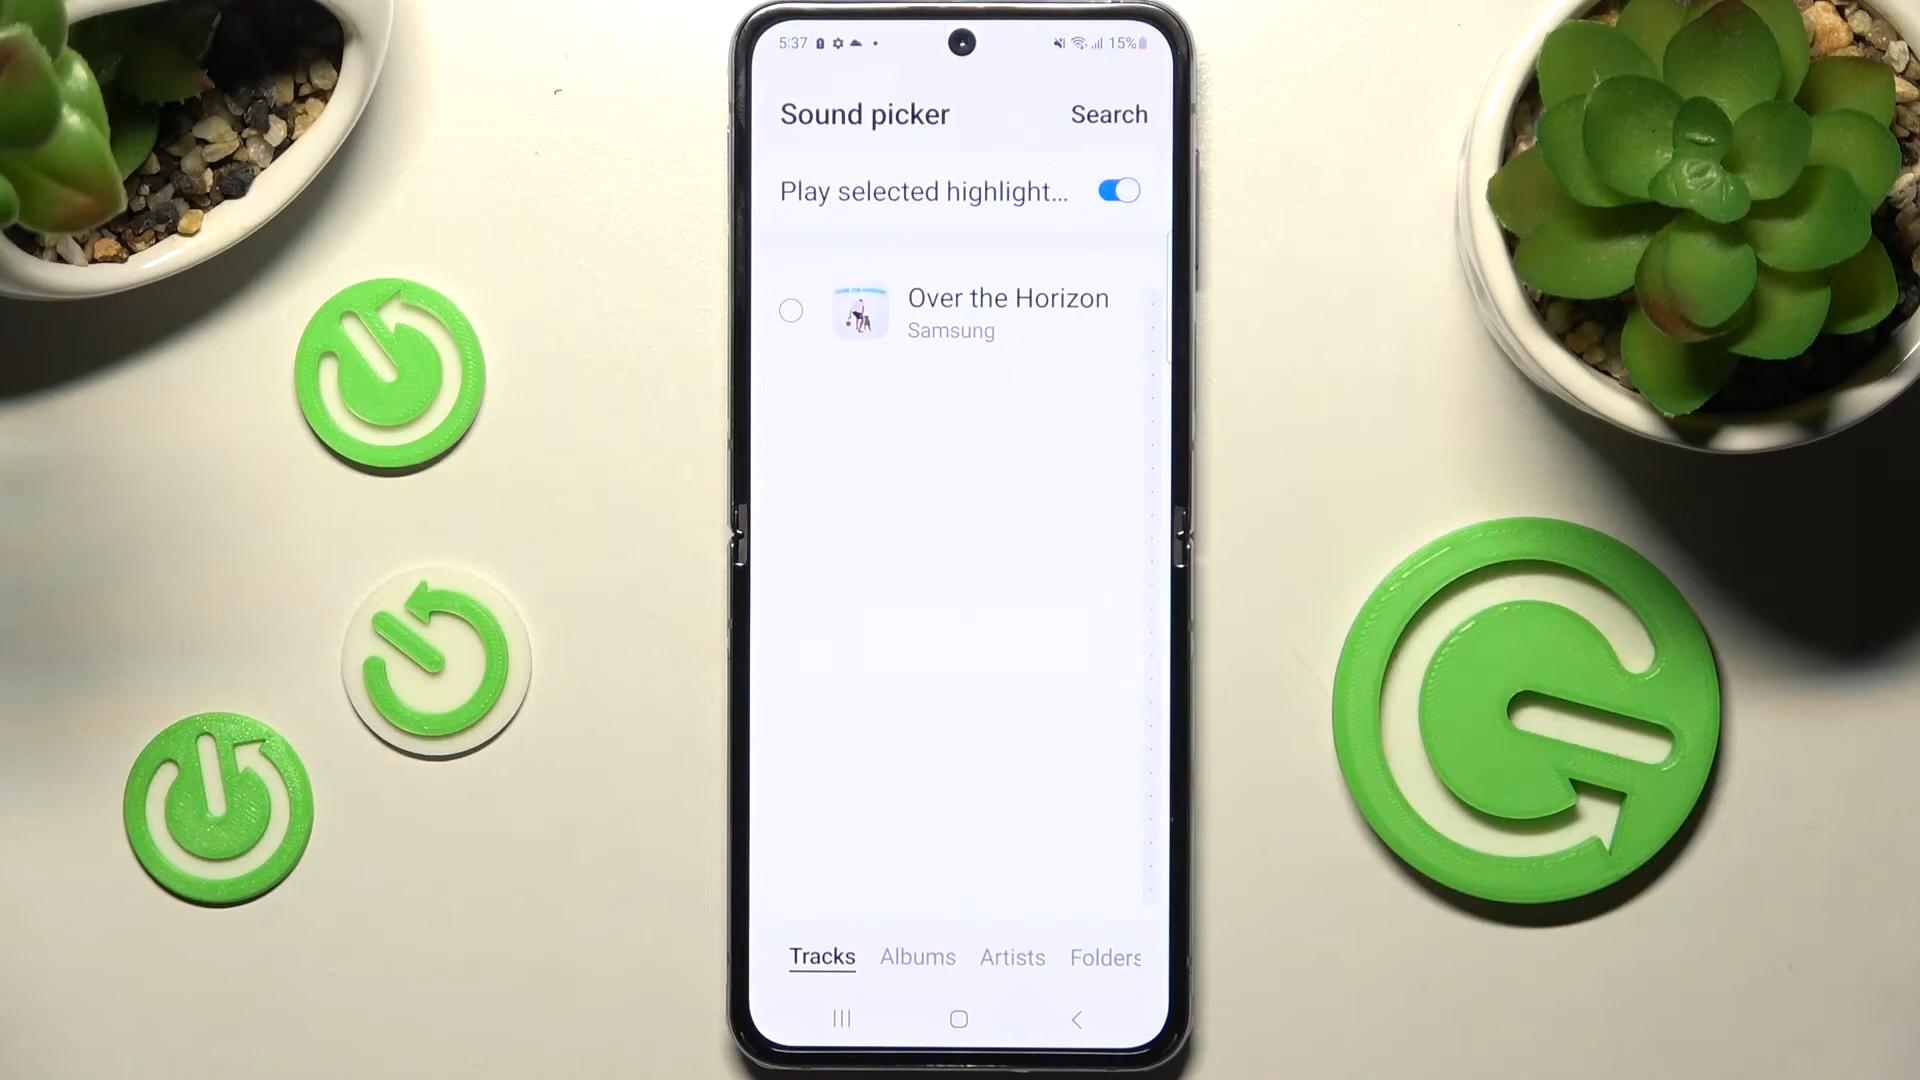 5:37
15%
Sound picker
Search
Play selected highlight...
Over the Horizon
Samsung
Tracks Albums Artists Folders